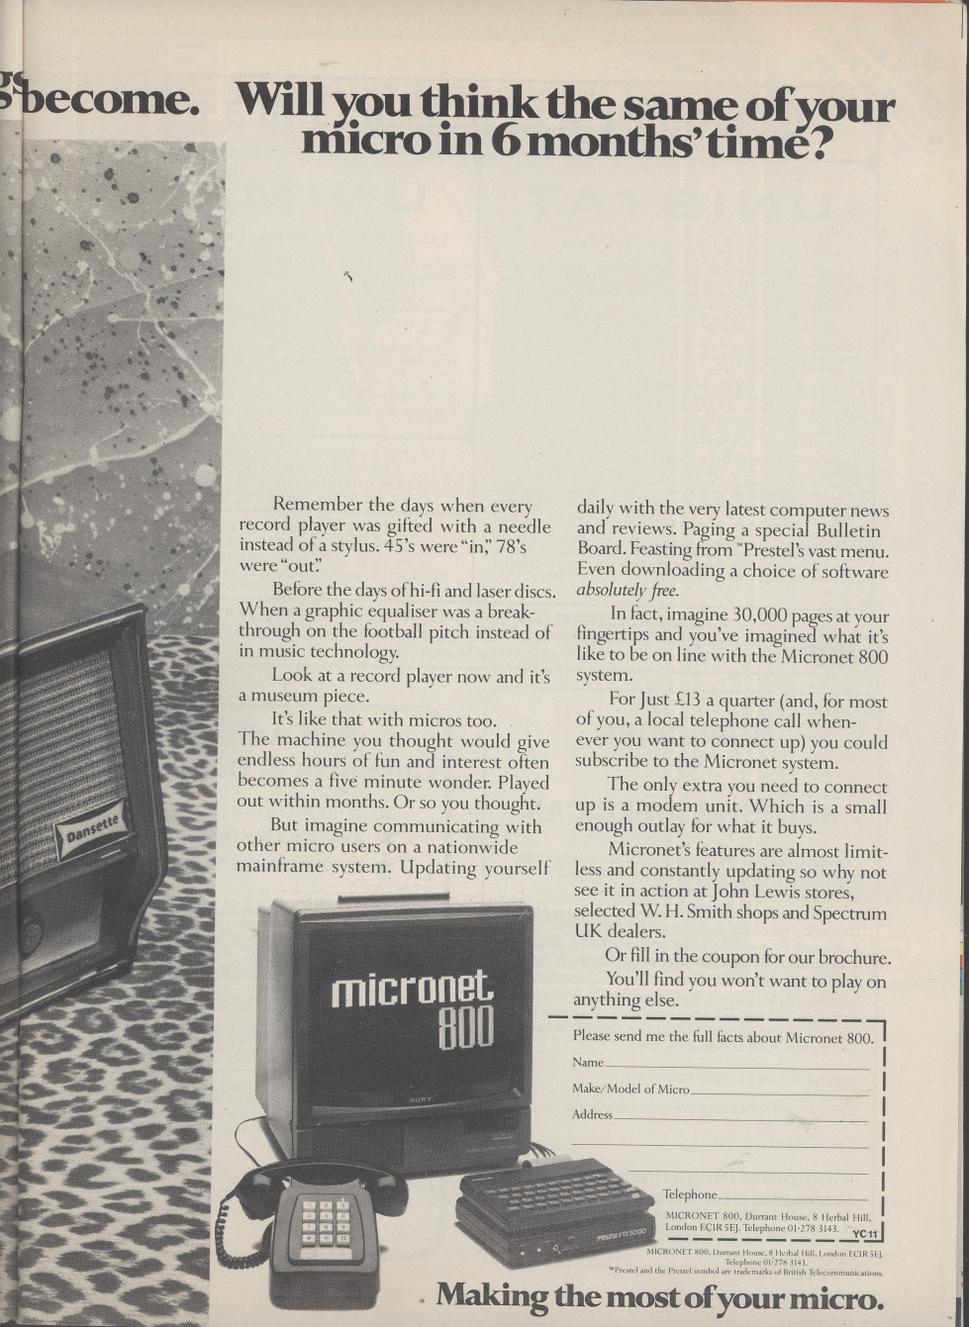 become. Will you think the same of your
micro in 6 months' time?
Remember the days when every
record player was gifted with a needle
instead of a stylus. 45's were “in,” 78's
were “out.”
Before the days of hi-fi and laser discs.
When a graphic equaliser was a break-
through on the football pitch instead of
in music technology.
Look at a record player now and it's
a museum piece.
It's like that with micros too.
The machine you thought would give
endless hours of fun and interest often
becomes a five minute wonder. Played
out within months. Or so you thought.
But imagine communicating with
other micro users on a nationwide
mainframe system. Updating yourself
daily with the very latest computer news
and reviews. Paging a special Bulletin
Board. Feasting from ™Prestel's vast menu.
Even downloading a choice of software
absolutely free.
In fact, imagine 30,000 pages at your
fingertips and you've imagined what it's
like to be on line with the Micronet 800
system.
For Just £13 a quarter (and, for most
of you, a local telephone call when-
ever you want to connect up) you could
subscribe to the Micronet system.
The only extra you need to connect
up is a modem unit. Which is a small
enough outlay for what it buys.
Micronet's features are almost limit-
less and constantly updating so why not
see it in action at John Lewis stores,
selected W. H. Smith shops and Spectrum
UK dealers.
Or fill in the coupon for our brochure.
You'll find you won't want to play on
anything else.
Dansette
micronet
800
SONY
PRISM VTX5000
Please send me the full facts about Micronet 800.
Name
Make/Model of Micro
Address
Telephone
MICRONET 800, Durrant House, 8 Herbal Hill,
London EC1R 5EJ. Telephone 01-278 3143.
YC11
MICRONET 800, Durrant House, 8 Herbal Hill, London EC1R 5EJ.
Telephone 01-278 3143.
™Prestel and the Prestel symbol are trademarks of British Telecommunications.
Making the most of your micro.